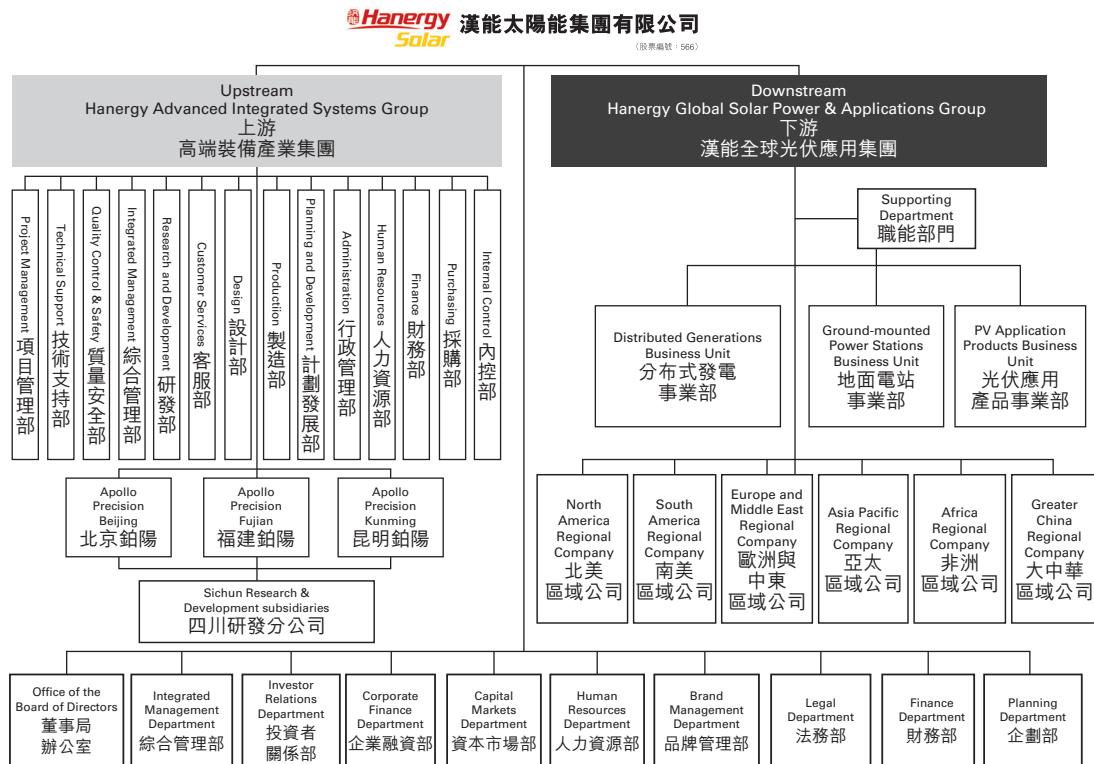 漢能
Hanergy
Solar
漢能太陽能集團有限公司
(股票編號：566)
Upstream
Hanergy Advanced Integrated Systems Group
上游
高端裝備產業集團
Downstream
Hanergy Global Solar Power & Applications Group
下游
漢能全球光伏應用集團
Project Management 項目管理部
Technical Support 技術支持部
Quality Control & Safety 質量安全部
Integrated Management 綜合管理部
Research and Development 研發部
Customer Services 客服部
Design 設計部
Production 製造部
Planning and Development 計劃發展部
Administration 行政管理部
Human Resources 人力資源部
Finance 財務部
Purchasing 採購部
Internal Control 內控部
Supporting
Department
職能部門
Distributed Generations
Business Unit
分布式發電
事業部
Ground-mounted
Power Stations
Business Unit
地面電站
事業部
PV Application
Products Business
Unit
光伏應用
產品事業部
Apollo
Precision
Beijing
北京鉑陽
Apollo
Precision
Fujian
福建鉑陽
Apollo
Precision
Kunming
昆明鉑陽
Sichun Research &
Development subsidiaries
四川研發分公司
North
America
Regional
Company
北美
區域公司
South
America
Regional
Company
南美
區域公司
Europe and
Middle East
Regional
Company
歐洲與
中東
區域公司
Asia Pacific
Regional
Company
亞太
區域公司
Africa
Regional
Company
非洲
區域公司
Greater
China
Regional
Company
大中華
區域公司
Office of the
Board of Directors
董事局
辦公室
Integrated
Management
Department
綜合管理部
Investor
Relations
Department
投資者
關係部
Corporate
Finance
Department
企業融資部
Capital
Markets
Department
資本市場部
Human
Resources
Department
人力資源部
Brand
Management
Department
品牌管理部
Legal
Department
法務部
Finance
Department
財務部
Planning
Department
企劃部